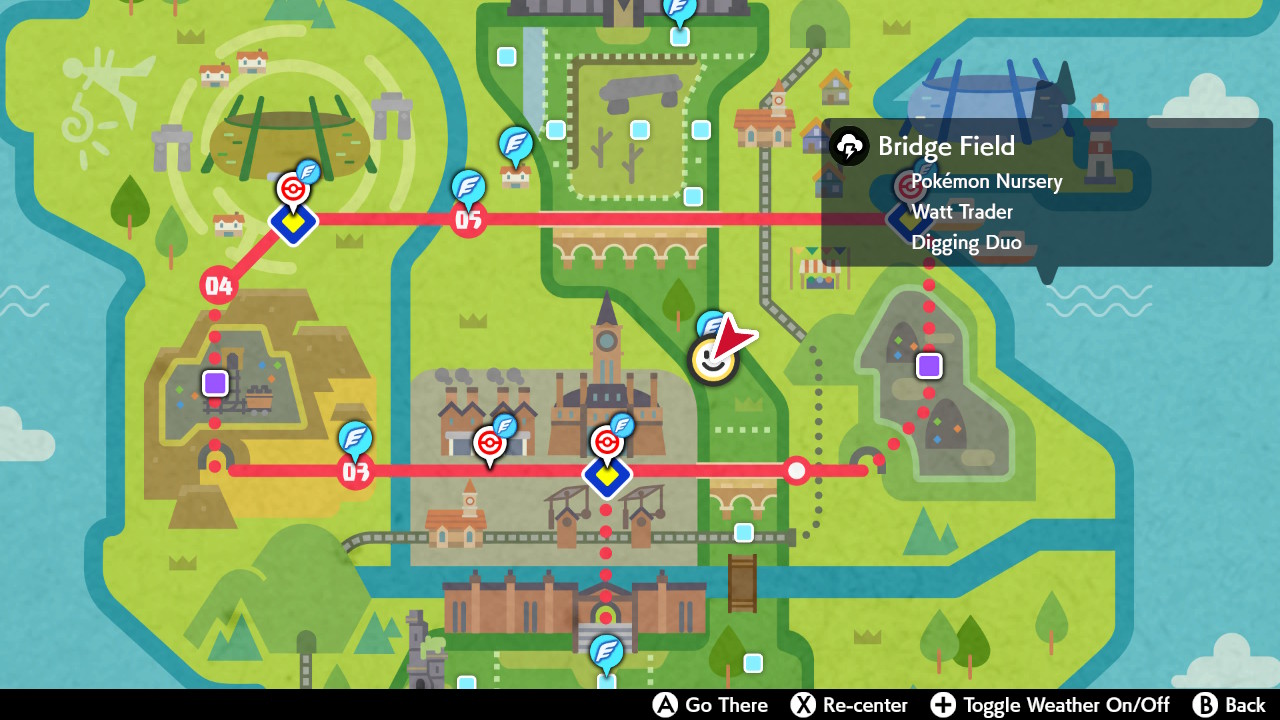 Bridge Field
Pokémon Nursery
Watt Trader
Digging Duo
05
04
03
A Go There X Re-center + Toggle Weather On/Off B Back